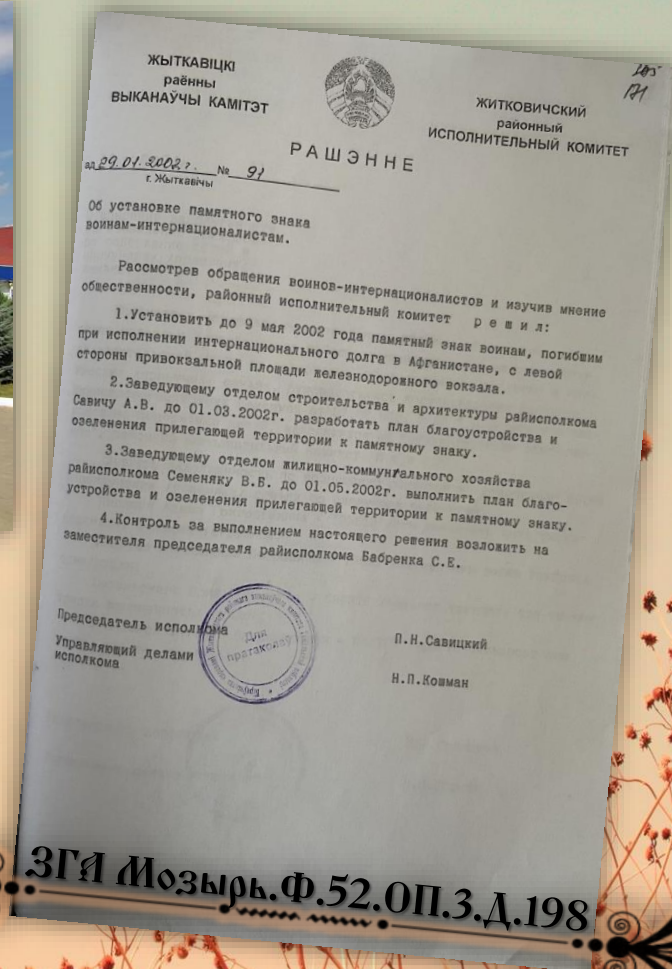 205
171
ЖЫТКАВІЦКІ
раённы
ВЫКАНАЎЧЫ КАМІТЭТ
ЖИТКОВИЧСКИЙ
районный
ИСПОЛНИТЕЛЬНЫЙ КОМИТЕТ
РАШЭННЕ
ад 29.01.2002г. № 91
г. Жыткавічы
Об установке памятного знака
воинам-интернационалистам.
Рассмотрев обращения воинов-интернационалистов и изучив мнение
общественности, районный исполнительный комитет р е ш и л:
1.Установить до 9 мая 2002 года памятный знак воинам, погибшим
при исполнении интернационального долга в Афганистане, с левой
стороны привокзальной площади железнодорожного вокзала.
2.Заведующему отделом строительства и архитектуры райисполкома
Савичу А.В. до 01.03.2002г. разработать план благоустройства и
озеленения прилегающей территории к памятному знаку.
3.Заведующему отделом жилищно-коммунального хозяйства
райисполкома Семеняку В.Б. до 01.05.2002г. выполнить план благо-
устройства и озеленения прилегающей территории к памятному знаку.
4.Контроль за выполнением настоящего решения возложить на
заместителя председателя райисполкома Бабренка С.Е.
Председатель исполкома
П.Н.Савицкий
Управляющий делами
исполкома
Н.П.Кошман
Для
пратаколаў
ЗГА Мозырь.Ф.52.ОП.3.Д.198